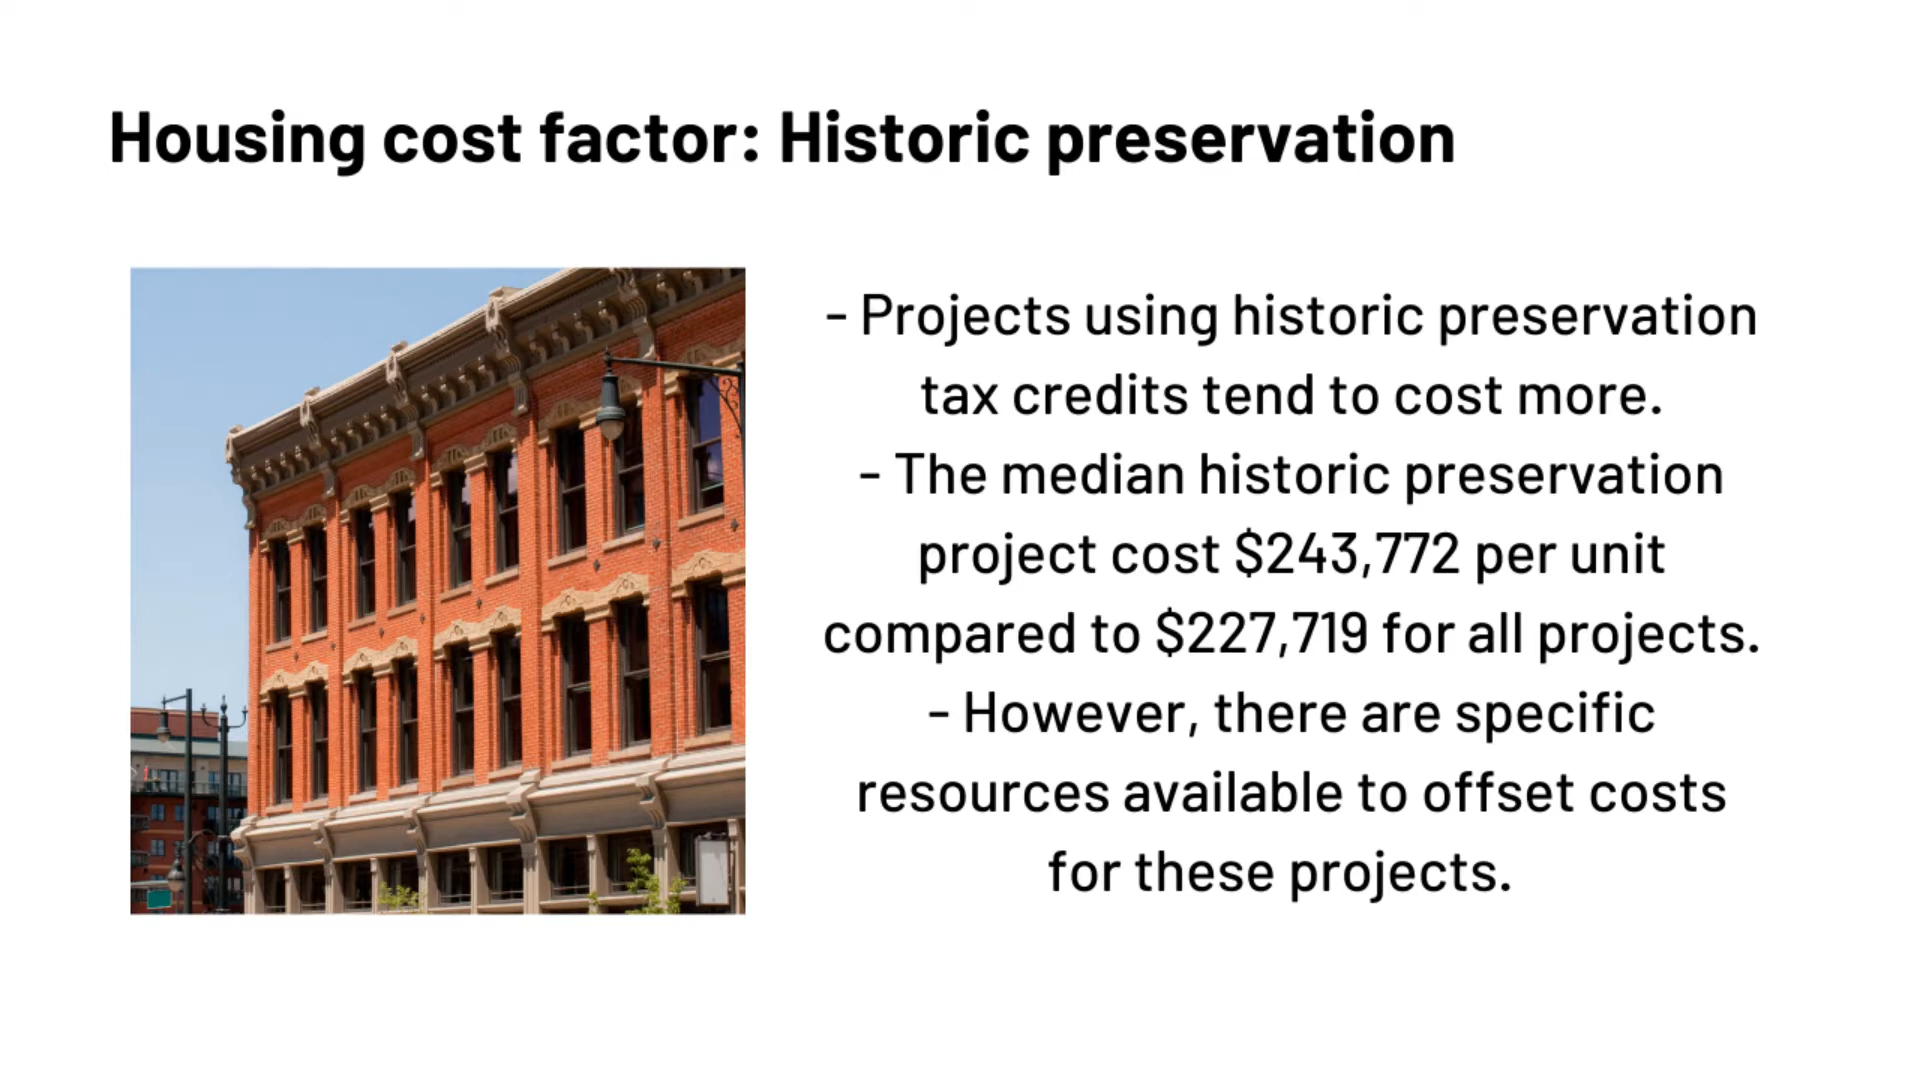 Housing cost factor: Historic preservation
- Projects using historic preservation
tax credits tend to cost more.
- The median historic preservation
project cost $243,772 per unit
compared to $227,719 for all projects.
- However, there are specific
resources available to offset costs
for these projects.